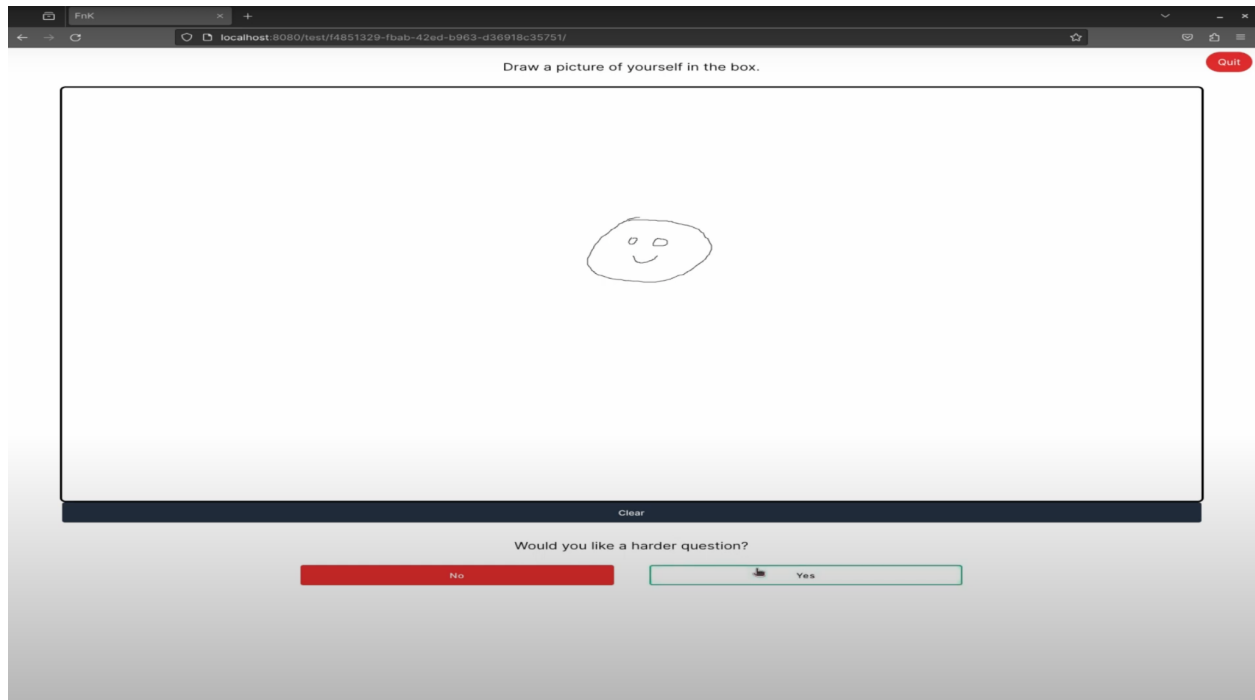 FnK
localhost:8080/test/f4851329-fbab-42ed-b963-d36918c35751/
Draw a picture of yourself in the box.
Quit
Clear
Would you like a harder question?
No
Yes